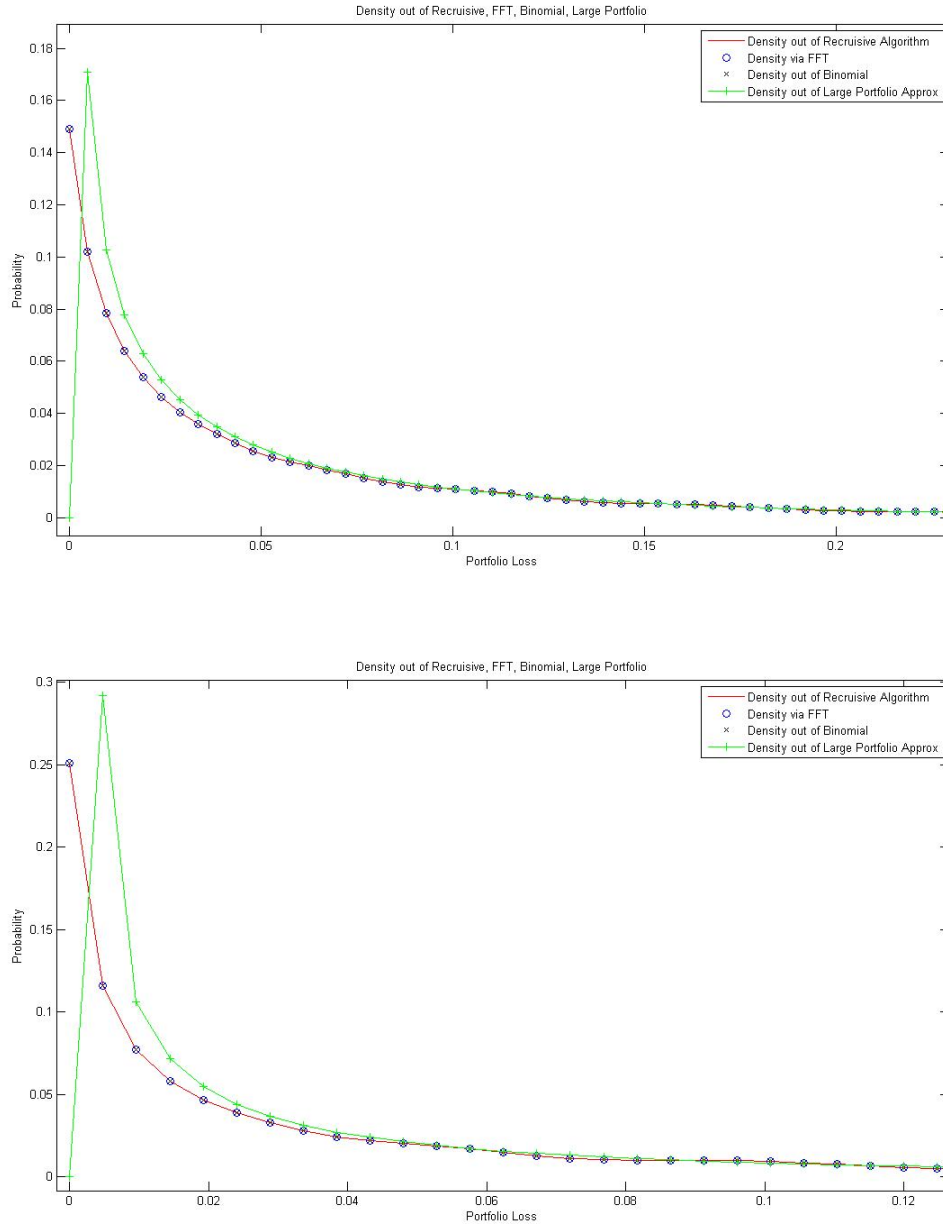 Density out of Recruisive, FFT, Binomial, Large Portfolio
Density out of Recruisive Algorithm
Density via FFT
Density out of Binomial
Density out of Large Portfolio Approx
0.18
0.16
0.14
0.12
0.1
0.08
0.06
0.04
0.02
0
Probability
0 0.05 0.1 0.15 0.2
Portfolio Loss
Density out of Recruisive, FFT, Binomial, Large Portfolio
Density out of Recruisive Algorithm
Density via FFT
Density out of Binomial
Density out of Large Portfolio Approx
0.3
0.25
0.2
0.15
0.1
0.05
0
Probability
0 0.02 0.04 0.06 0.08 0.1 0.12
Portfolio Loss